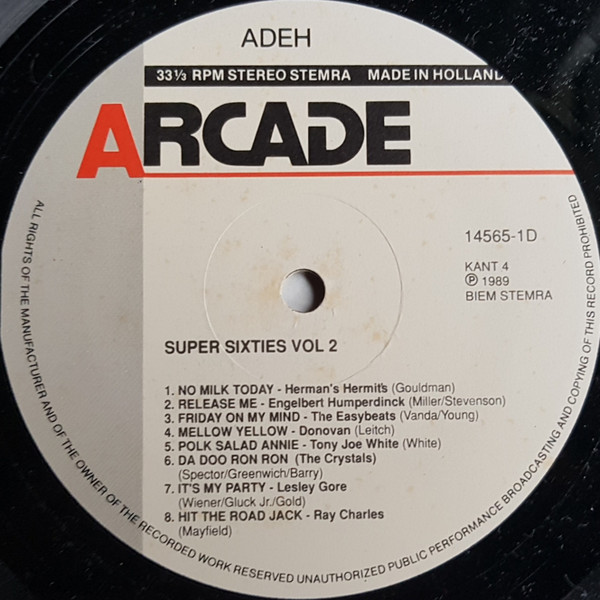 ADEH
33⅓ RPM STEREO STEMRA MADE IN HOLLAND
ARCADE
14565-1D
KANT 4
℗ 1989
BIEM STEMRA
SUPER SIXTIES VOL 2
1. NO MILK TODAY - Herman's Hermits (Gouldman)
2. RELEASE ME - Engelbert Humperdinck (Miller/Stevenson)
3. FRIDAY ON MY MIND - The Easybeats (Vanda/Young)
4. MELLOW YELLOW - Donovan (Leitch)
5. POLK SALAD ANNIE - Tony Joe White (White)
6. DA DOO RON RON (The Crystals)
(Spector/Greenwich/Barry)
7. IT'S MY PARTY - Lesley Gore
(Wiener/Gluck Jr./Gold)
8. HIT THE ROAD JACK - Ray Charles
(Mayfield)
ALL RIGHTS OF THE MANUFACTURER AND OF THE OWNER OF THE RECORDED WORK RESERVED UNAUTHORIZED PUBLIC PERFORMANCE BROADCASTING AND COPYING OF THIS RECORD PROHIBITED